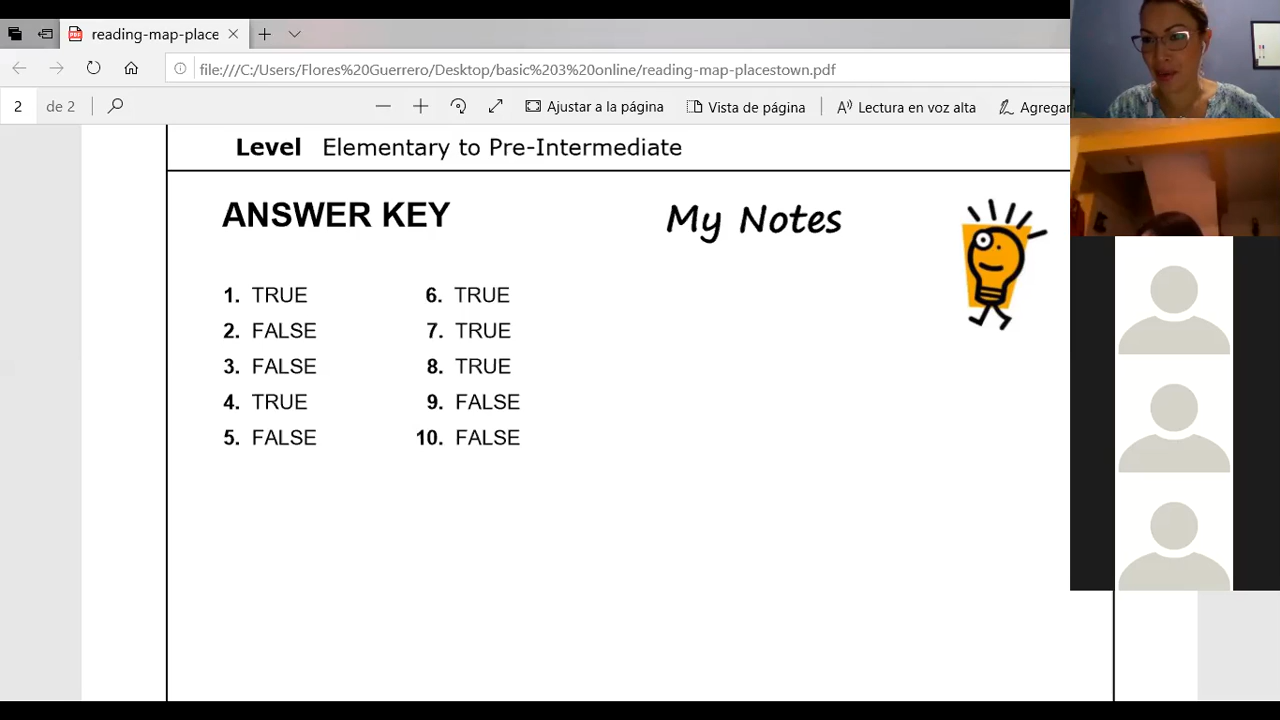 reading-map-place
file:///C:/Users/Flores%20Guerrero/Desktop/basic%203%20online/reading-map-placestown.pdf
2 de 2 Ajustar a la página Vista de página Lectura en voz alta Agregar
Level Elementary to Pre-Intermediate
ANSWER KEY
My Notes
1. TRUE
2. FALSE
3. FALSE
4. TRUE
5. FALSE
6. TRUE
7. TRUE
8. TRUE
9. FALSE
10. FALSE